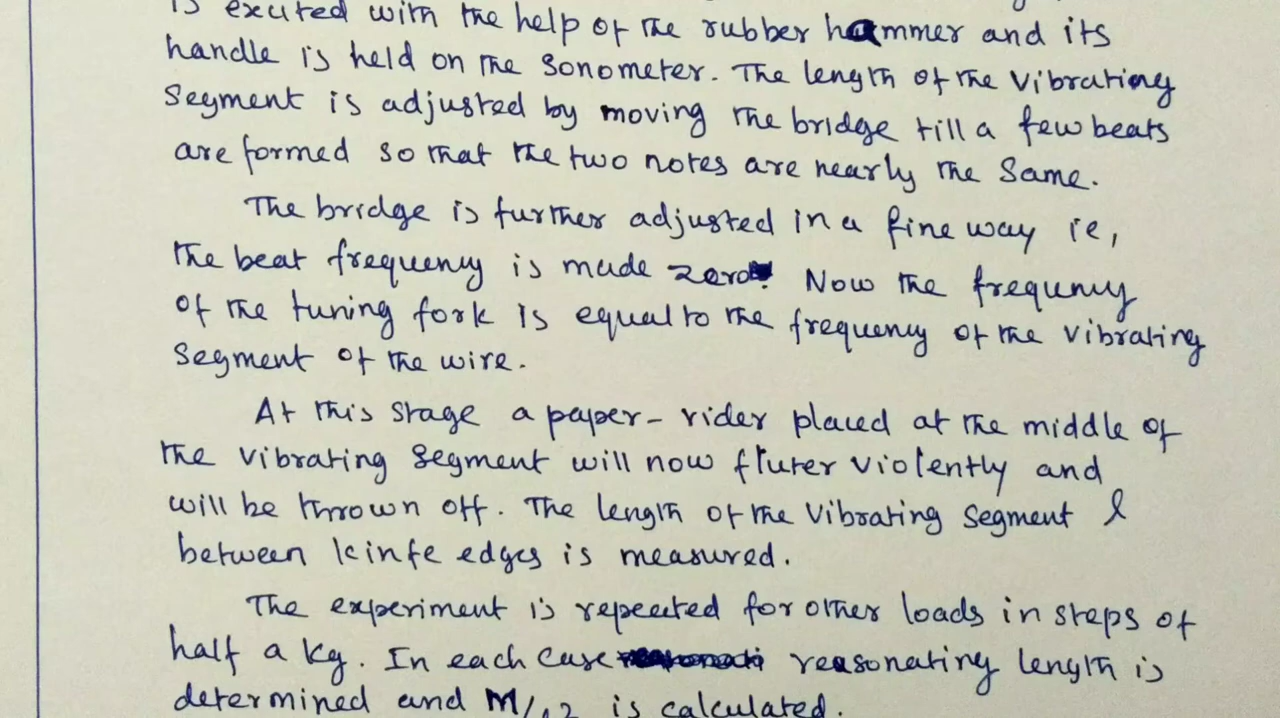 is excited with the help of the rubber hammer and its
handle is held on the sonometer. The length of the vibrating
segment is adjusted by moving the bridge till a few beats
are formed so that the two notes are nearly the same.
The bridge is further adjusted in a fine way ie,
the beat frequency is made zero. Now the frequncy
of the tuning fork is equal to the frequency of the vibrating
segment of the wire.
At this stage a paper-rider placed at the middle of
the vibrating segment will now fluter violently and
will be thrown off. The length of the vibrating segment l
between kinfe edges is measured.
The experiment is repeated for other loads in steps of
half a kg. In each case reasonating length is
determined and M/l2 is calculated.